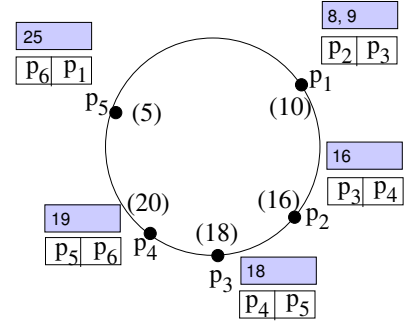 8, 9
p2 p3
p1
(10)
25
p6 p1
p5
(5)
16
p3 p4
(16)
p2
19
p5 p6
(20)
p4
(18)
p3
18
p4 p5